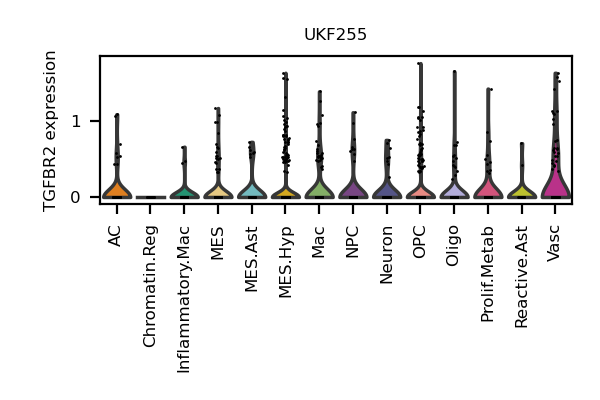 UKF255
TGFBR2 expression
1
0
AC
Chromatin.Reg
Inflammatory.Mac
MES
MES.Ast
MES.Hyp
Mac
NPC
Neuron
OPC
Oligo
Prolif.Metab
Reactive.Ast
Vasc